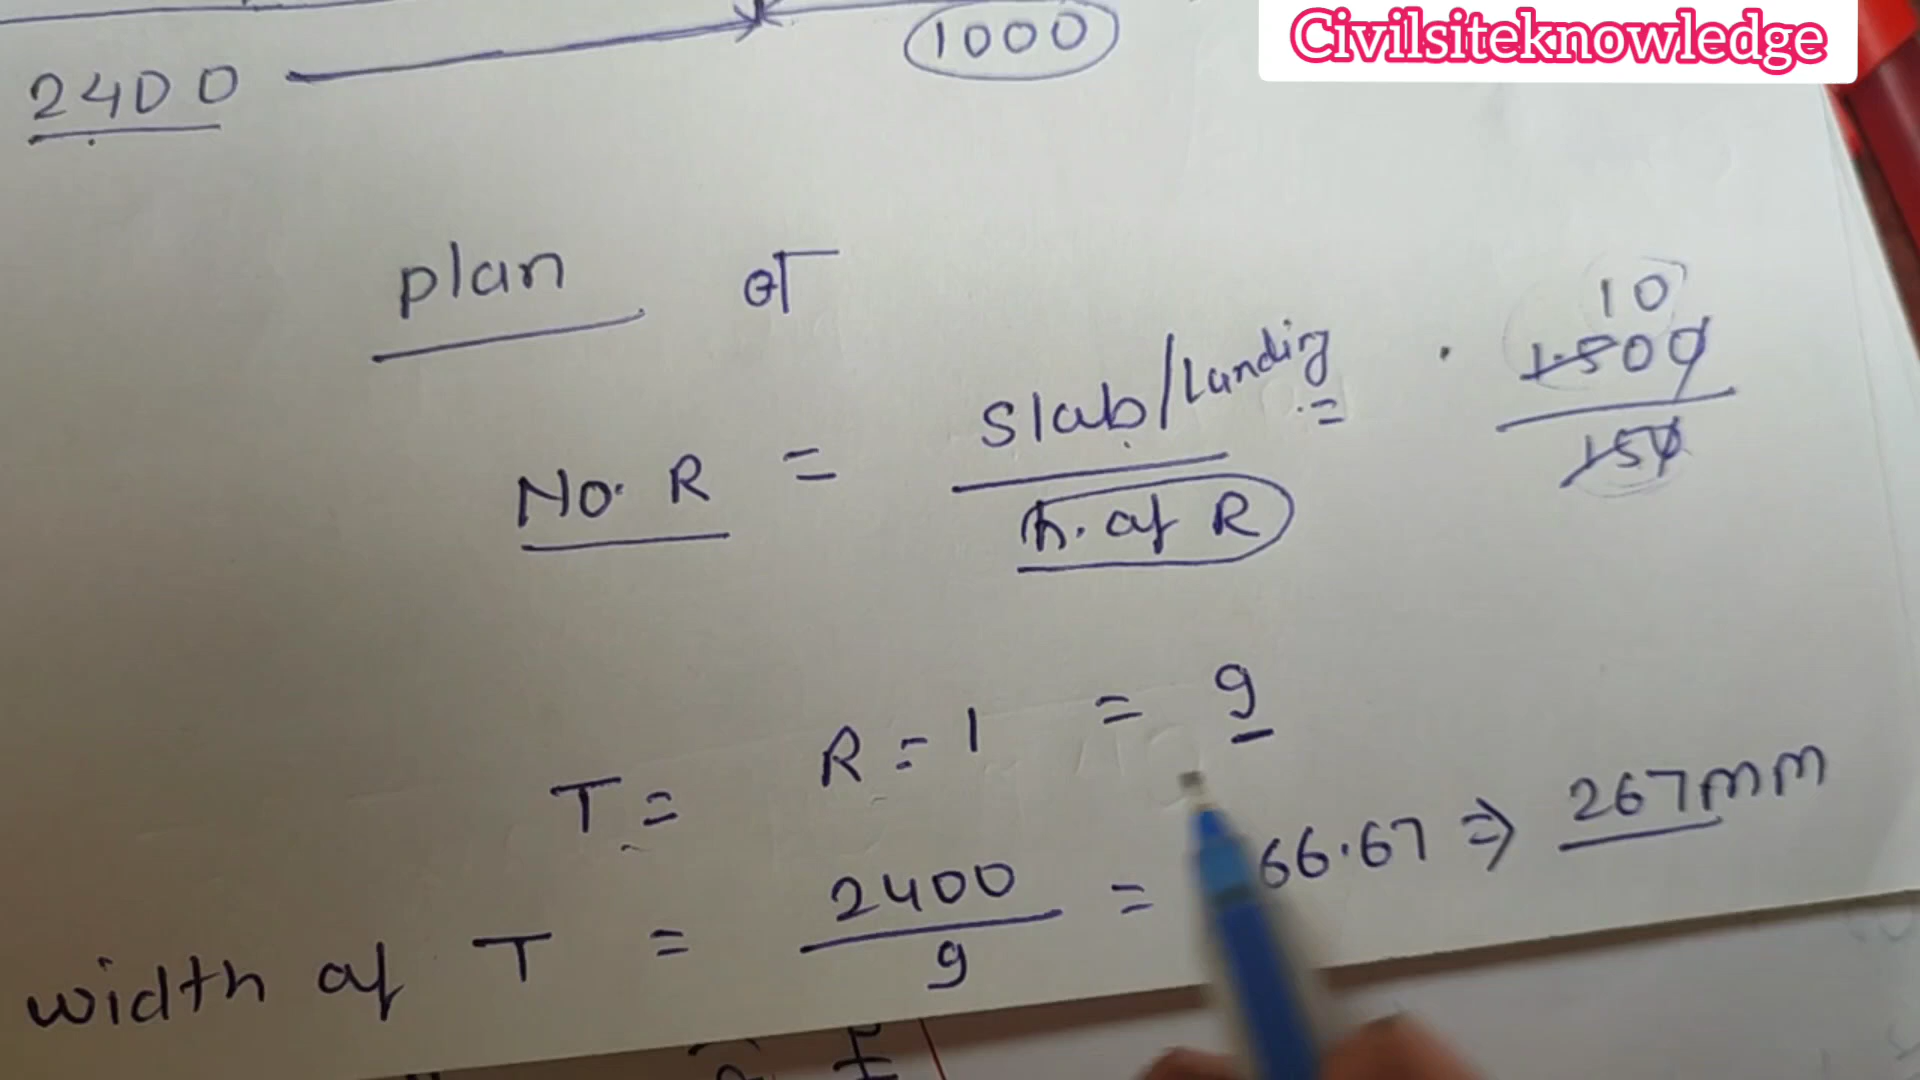 Civilsiteknowledge
2400
1000
plan of
No. R = Slab/Landing / h. of R = 1500 / 150
10
T = R = 1 = 9
width of T = 2400 / 9 = 66.67 ⇒ 267mm